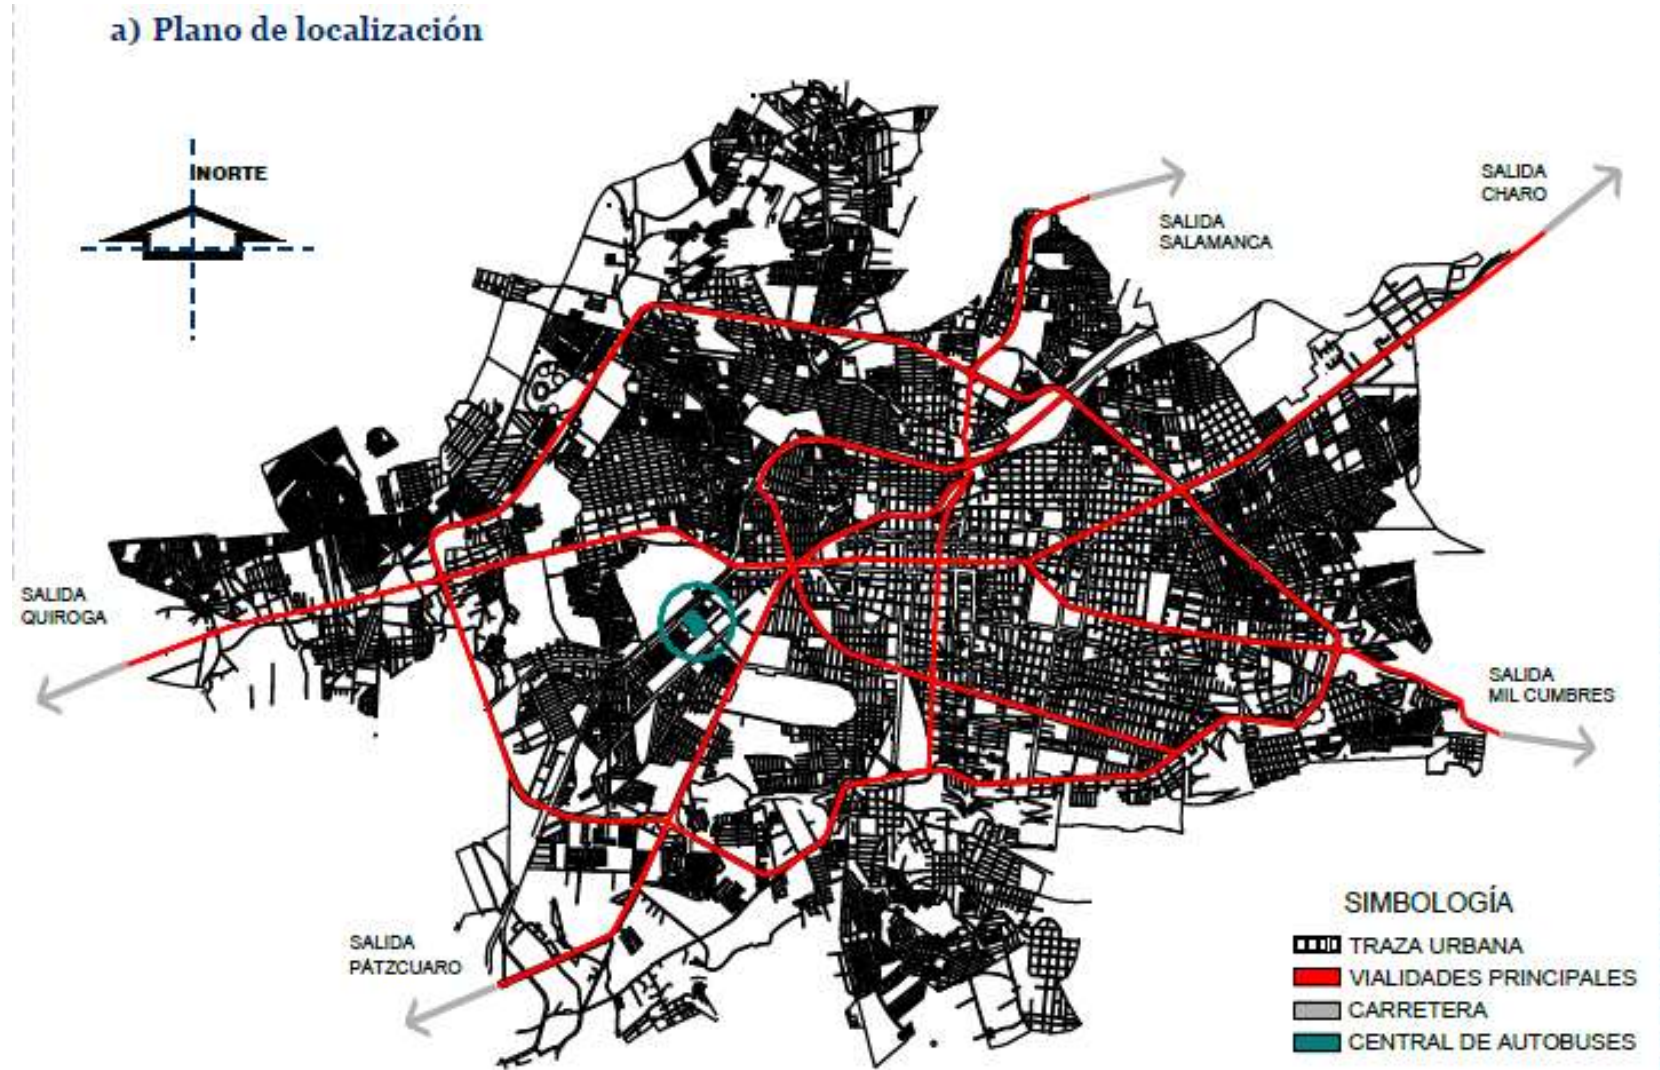 a) Plano de localización
NORTE
SALIDA
CHARO
SALIDA
SALAMANCA
SALIDA
QUIROGA
SALIDA
MIL CUMBRES
SALIDA
PÁTZCUARO
SIMBOLOGÍA
TRAZA URBANA
VIALIDADES PRINCIPALES
CARRETERA
CENTRAL DE AUTOBUSES